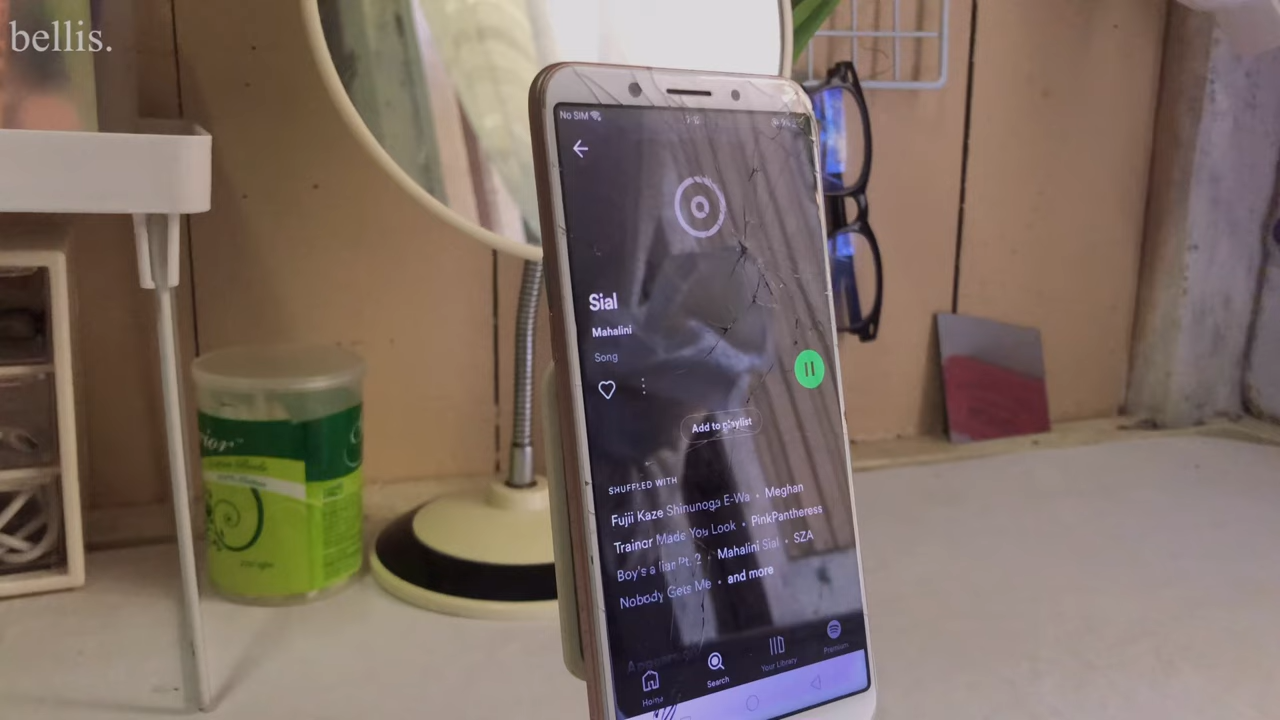 bellis.
No SIM
Sial
Mahalini
Song
Add to playlist
SHUFFLED WITH
Fujii Kaze Shinunoga E-Wa • Meghan
Trainor Made You Look • PinkPantheress
Boy's a liar Pt. 2 • Mahalini Sial • SZA
Nobody Gets Me • and more
Home
Search
Your Library
Premium